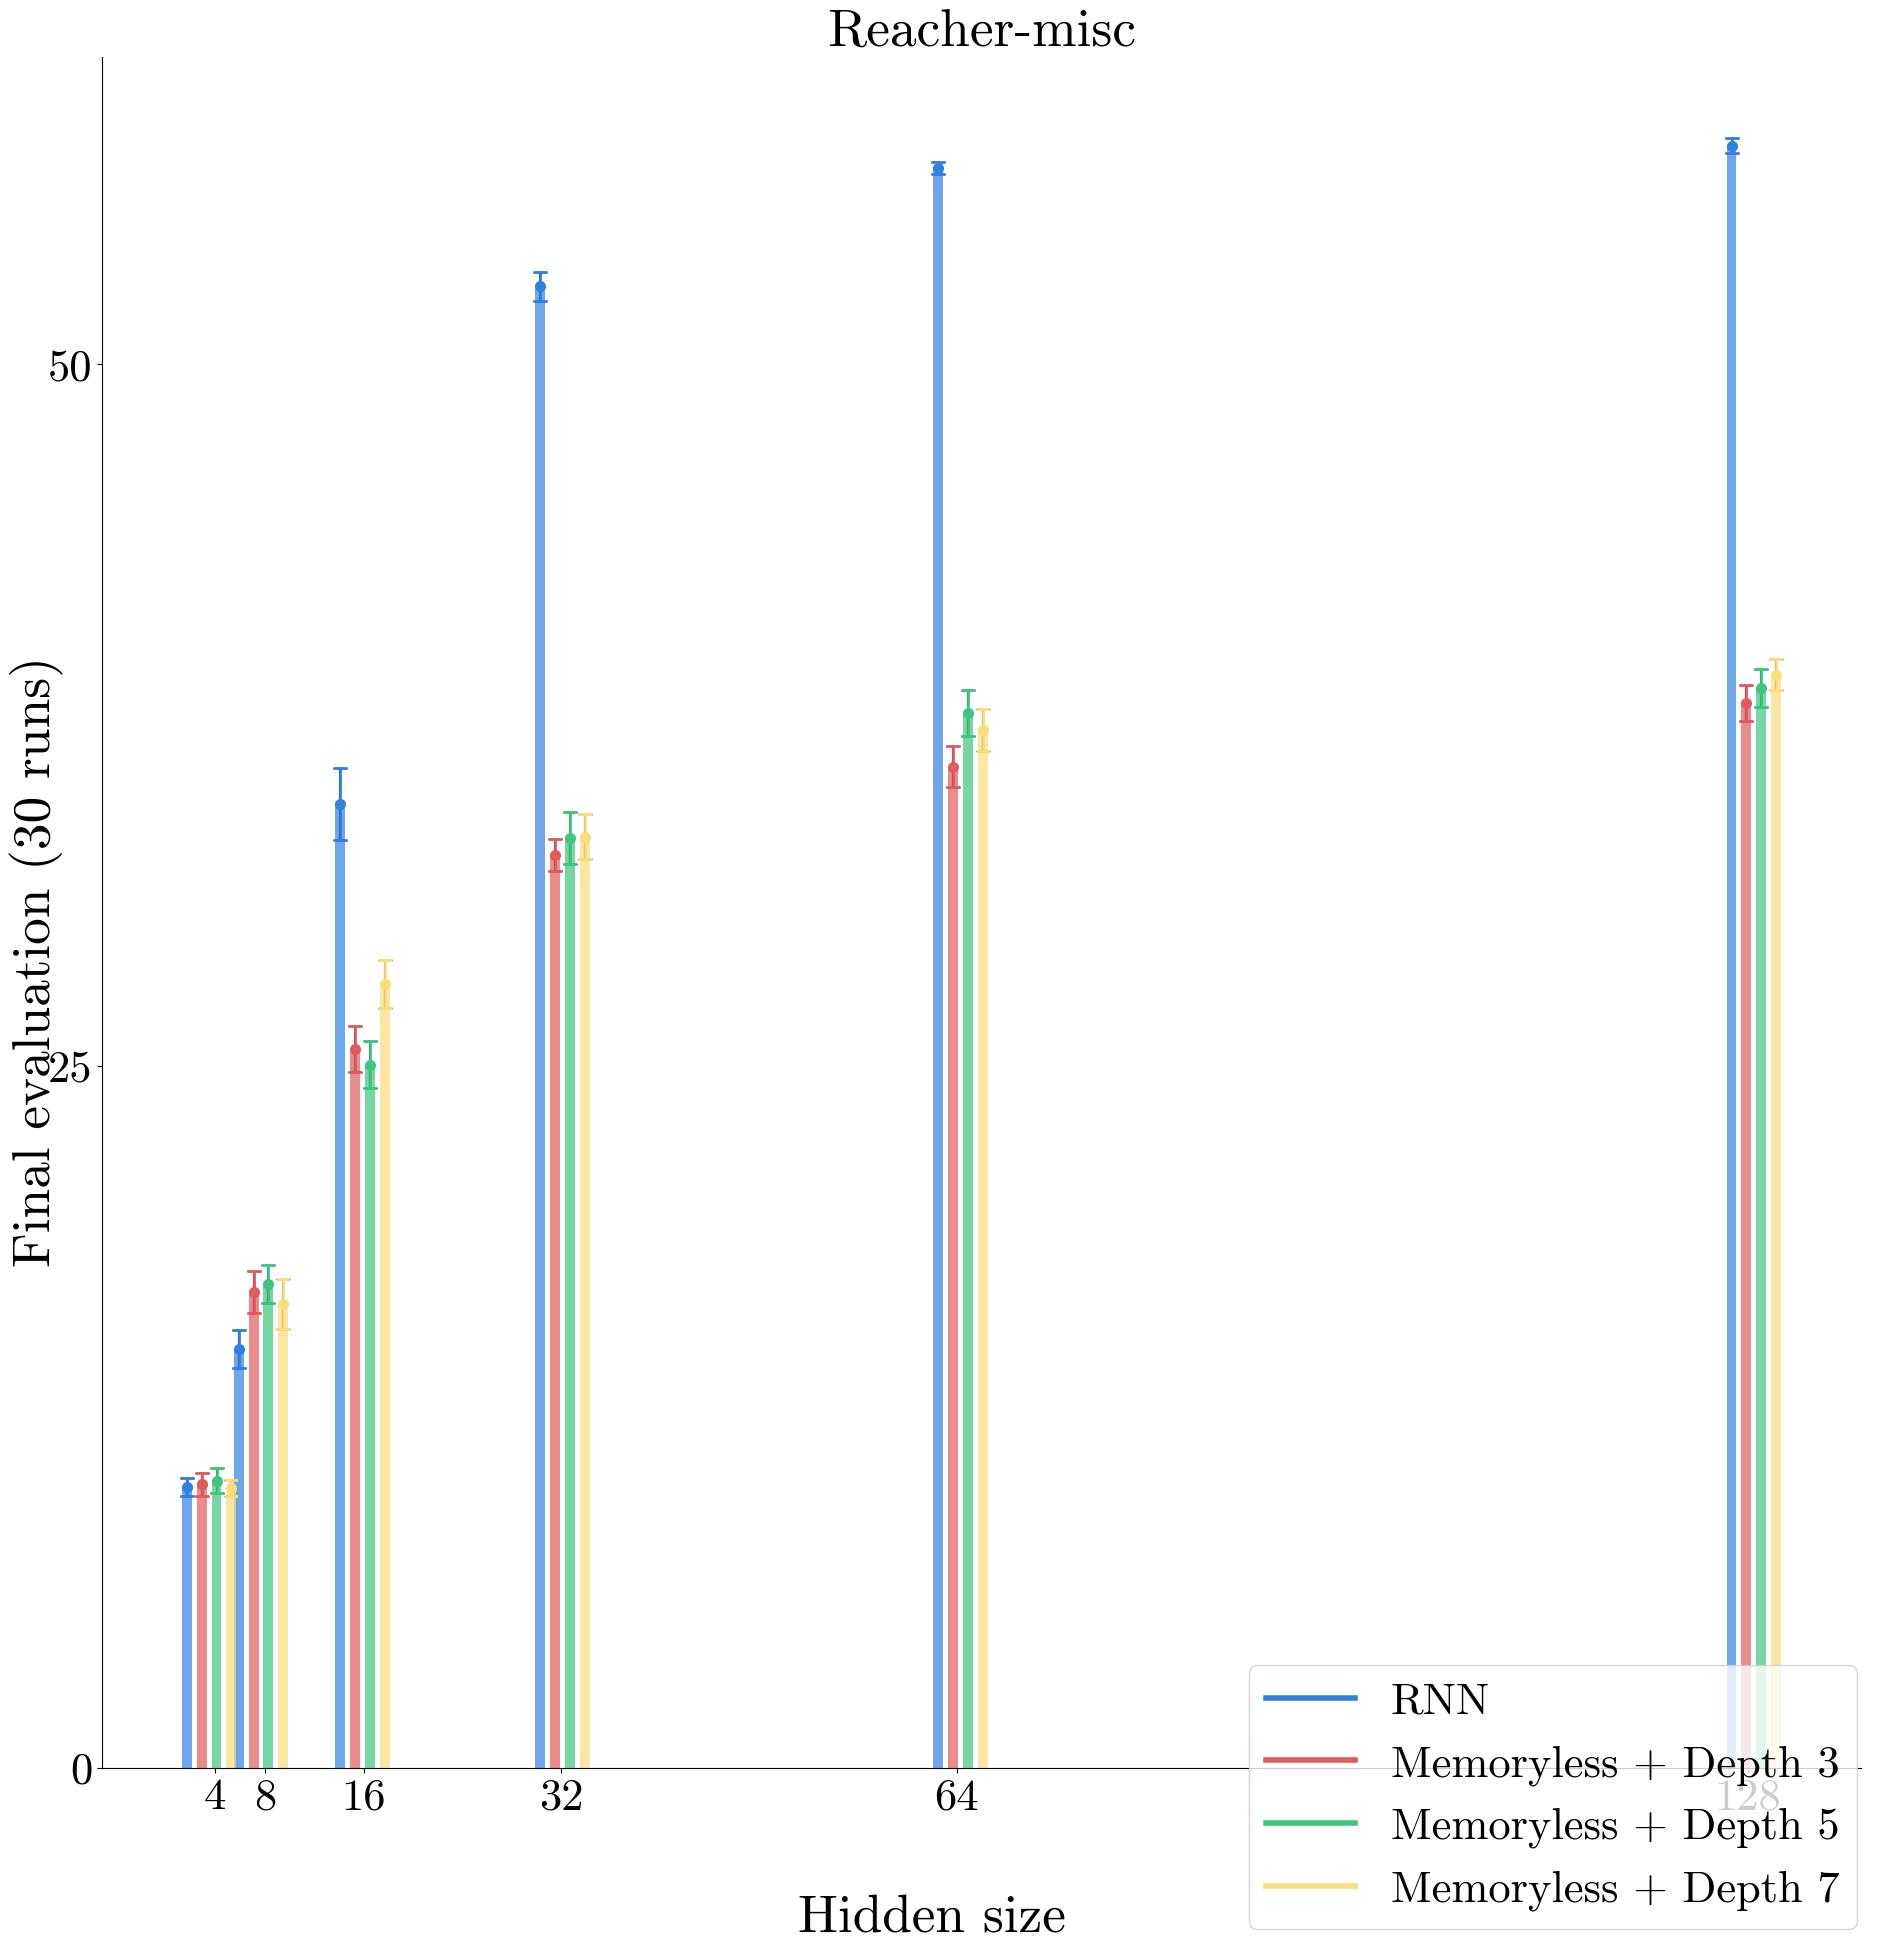 Reacher-misc
Final evaluation (30 runs)
50
25
0
4 8 16 32 64 128
Hidden size
RNN
Memoryless + Depth 3
Memoryless + Depth 5
Memoryless + Depth 7